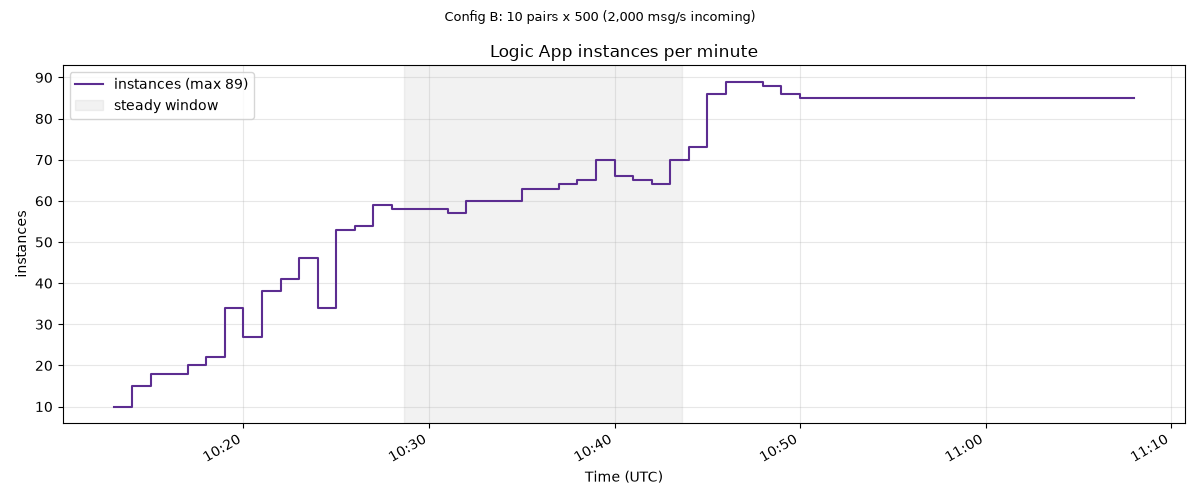 Config B: 10 pairs x 500 (2,000 msg/s incoming)
Logic App instances per minute
instances (max 89)
steady window
90
80
70
60
50
40
30
20
10
instances
10:20
10:30
10:40
10:50
11:00
11:10
Time (UTC)